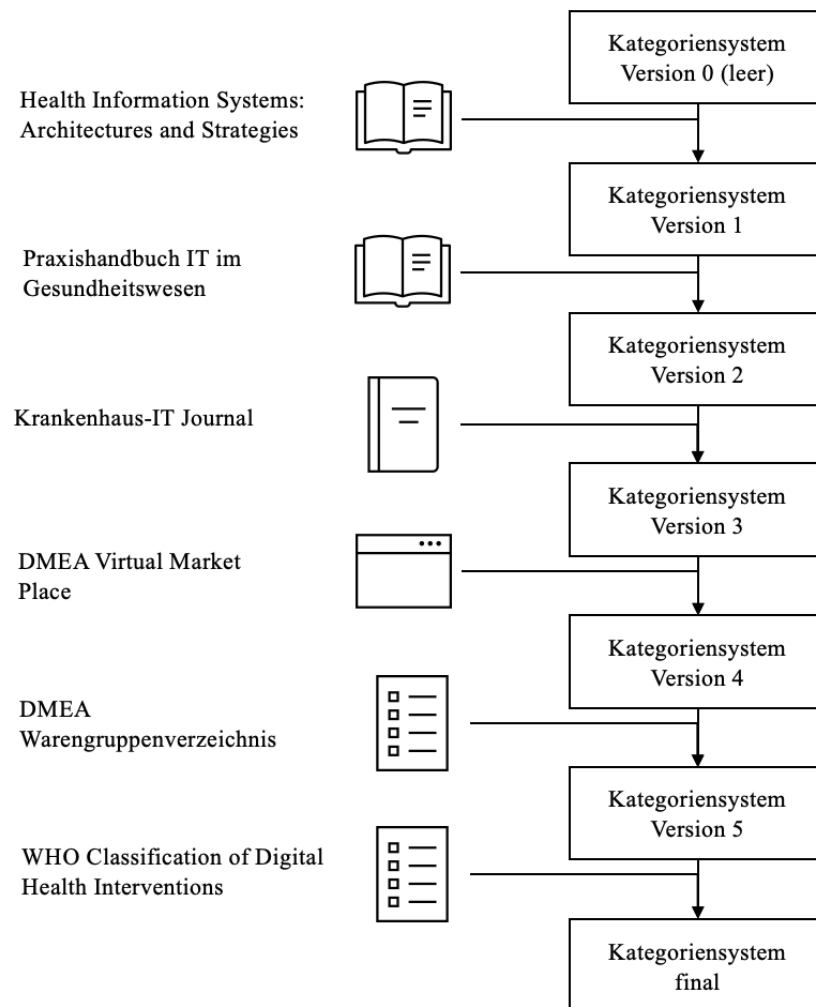 Kategoriensystem
Version 0 (leer)
Health Information Systems:
Architectures and Strategies
Kategoriensystem
Version 1
Praxishandbuch IT im
Gesundheitswesen
Kategoriensystem
Version 2
Krankenhaus-IT Journal
Kategoriensystem
Version 3
DMEA Virtual Market
Place
Kategoriensystem
Version 4
DMEA
Warengruppenverzeichnis
Kategoriensystem
Version 5
WHO Classification of Digital
Health Interventions
Kategoriensystem
final